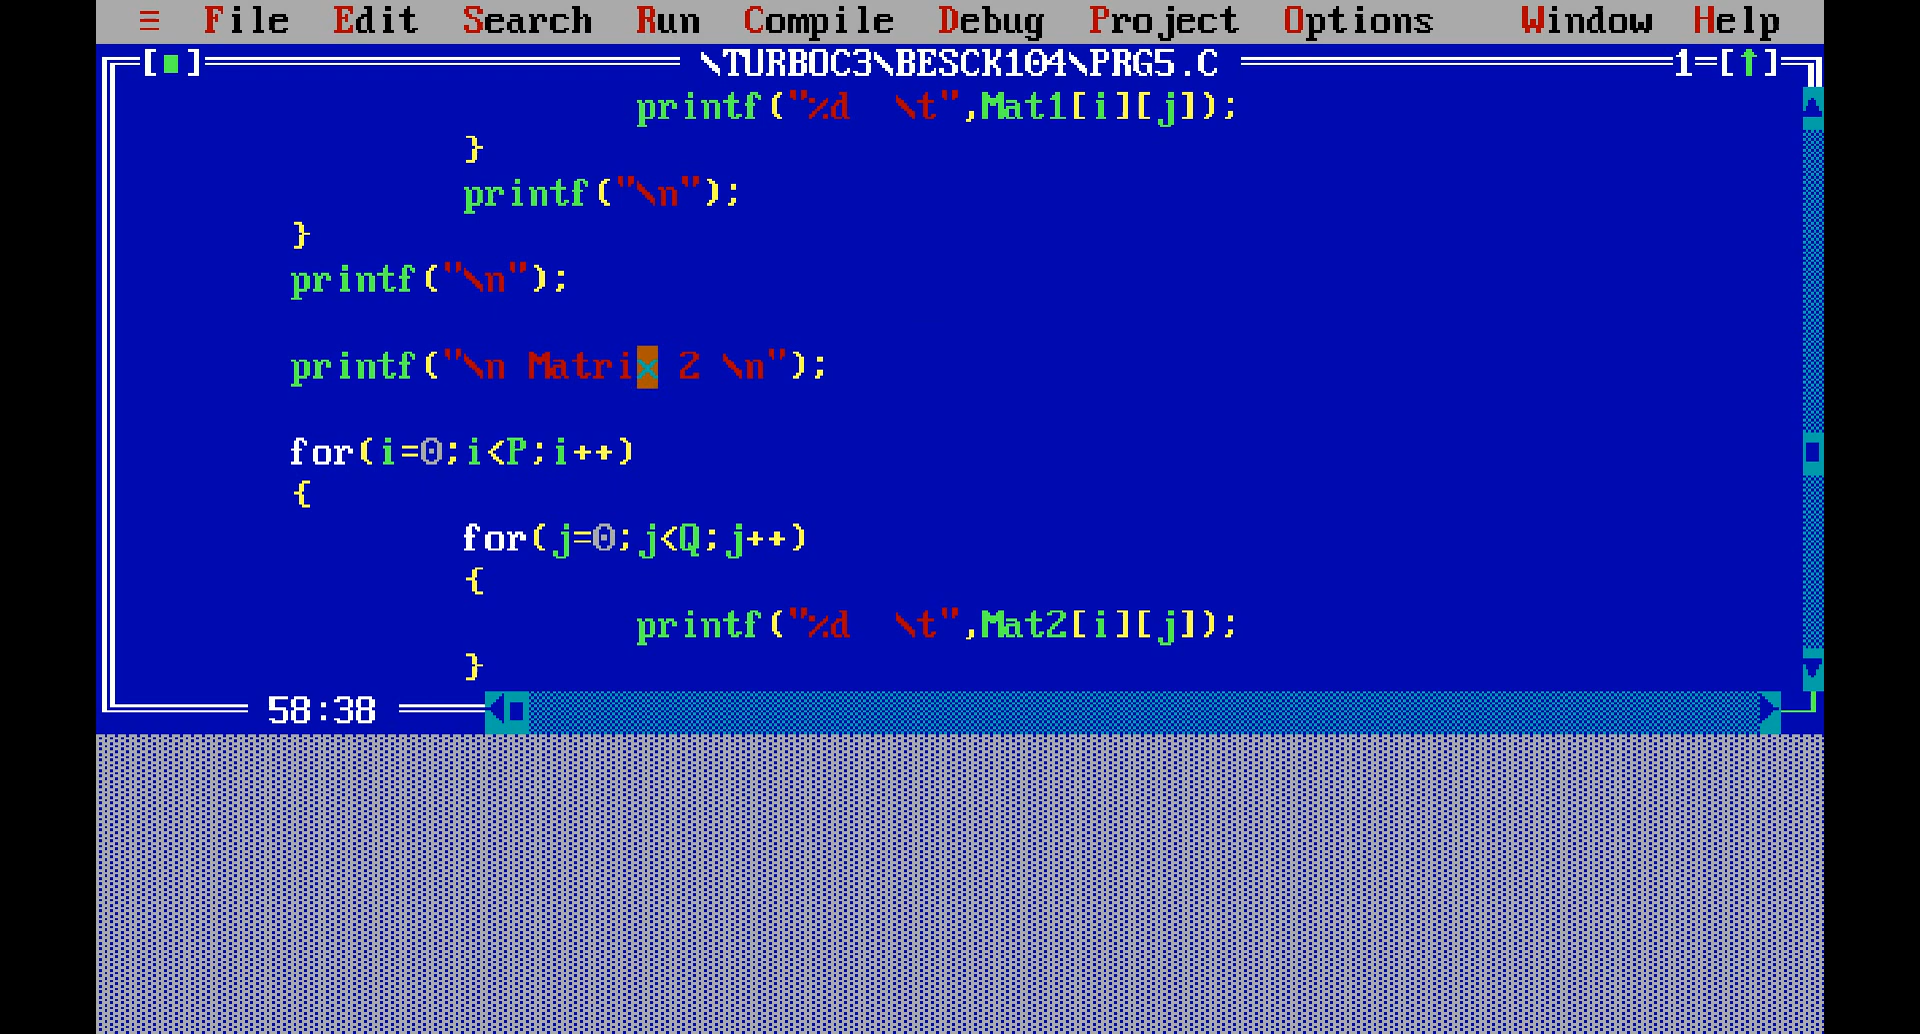 ≡ File Edit Search Run Compile Debug Project Options Window Help
[■] \TURBOC3\BESCK104\PRG5.C 1=[↑]
printf("%d  \t",Mat1[i][j]);
}
printf("\n");
}
printf("\n");
printf("\n Matrix 2 \n");
for(i=0;i<P;i++)
{
for(j=0;j<Q;j++)
{
printf("%d  \t",Mat2[i][j]);
}
58:38